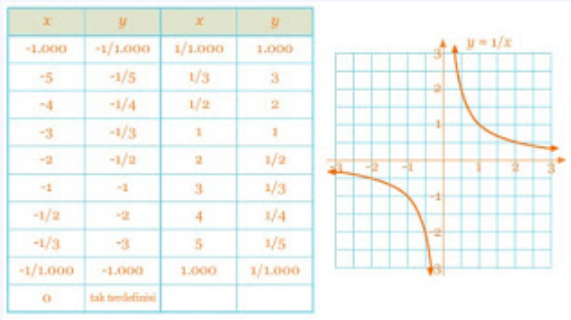 x y x y
-1.000 -1/1.000 1/1.000 1.000
-5 -1/5 1/3 3
-4 -1/4 1/2 2
-3 -1/3 1 1
-2 -1/2 2 1/2
-1 -1 3 1/3
-1/2 -2 4 1/4
-1/3 -3 5 1/5
-1/1.000 -1.000 1.000 1/1.000
0 tak terdefinisi
y = 1/x
3
2
1
-3 -2 -1 1 2 3
-1
-2
-3